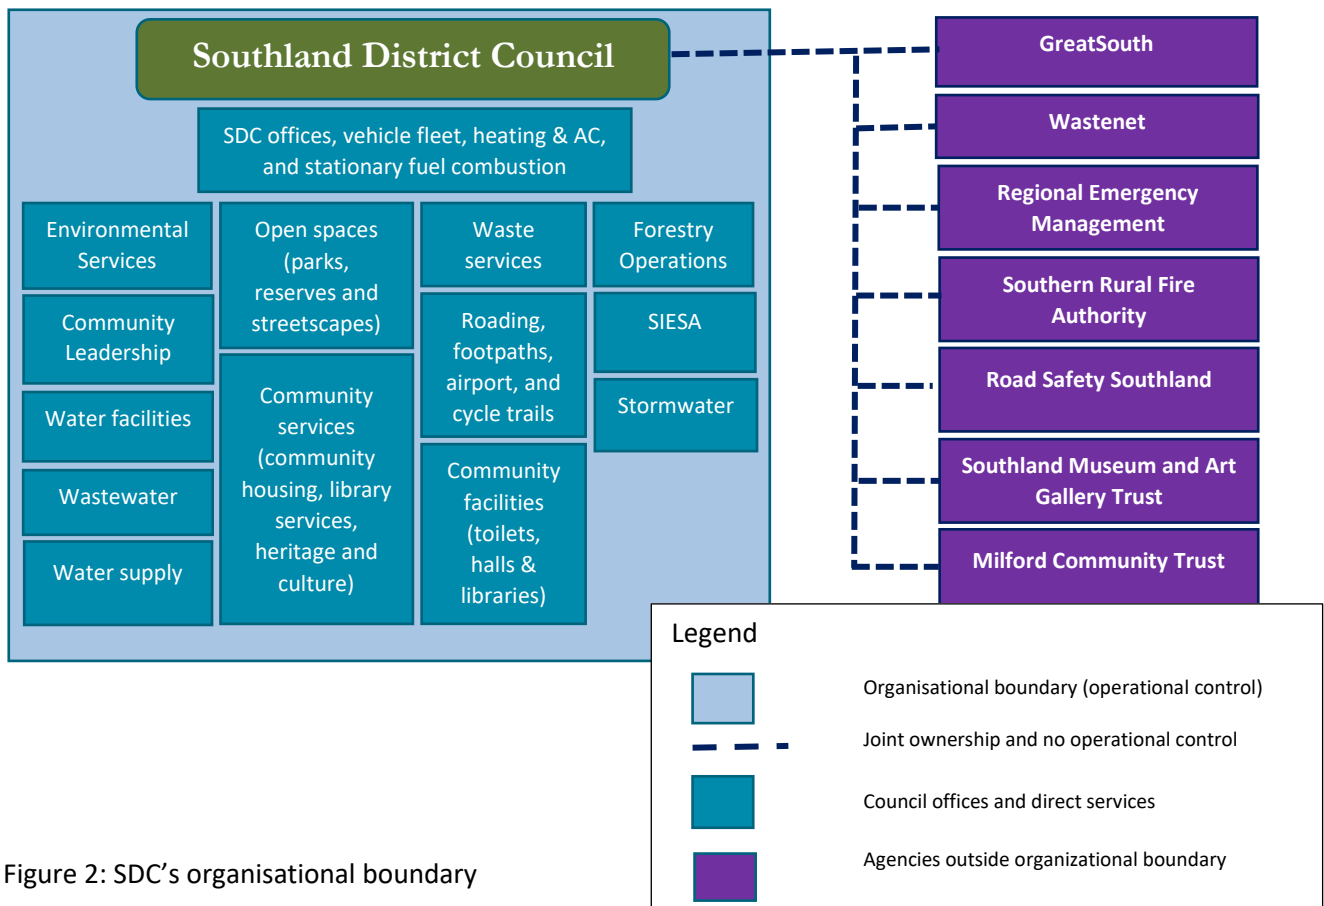 Southland District Council
SDC offices, vehicle fleet, heating & AC,
and stationary fuel combustion
Environmental
Services
Community
Leadership
Water facilities
Wastewater
Water supply
Open spaces
(parks,
reserves and
streetscapes)
Community
services
(community
housing, library
services,
heritage and
culture)
Waste
services
Roading,
footpaths,
airport, and
cycle trails
Community
facilities
(toilets,
halls &
libraries)
Forestry
Operations
SIESA
Stormwater
GreatSouth
Wastenet
Regional Emergency
Management
Southern Rural Fire
Authority
Road Safety Southland
Southland Museum and Art
Gallery Trust
Milford Community Trust
Legend
Organisational boundary (operational control)
Joint ownership and no operational control
Council offices and direct services
Agencies outside organizational boundary
Figure 2: SDC’s organisational boundary